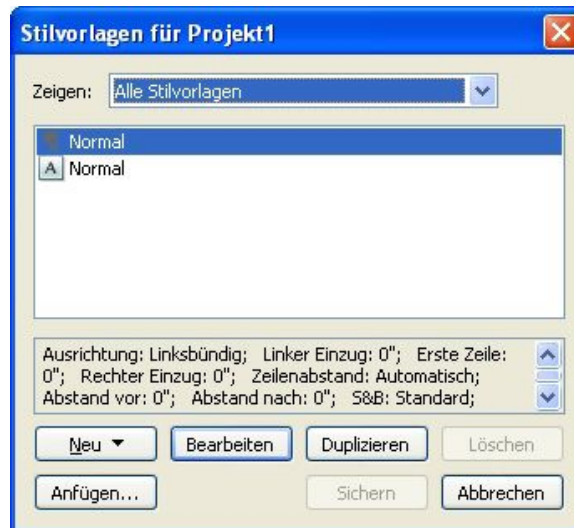 Stilvorlagen für Projekt1
Zeigen: Alle Stilvorlagen
¶ Normal
A Normal
Ausrichtung: Linksbündig; Linker Einzug: 0"; Erste Zeile:
0"; Rechter Einzug: 0"; Zeilenabstand: Automatisch;
Abstand vor: 0"; Abstand nach: 0"; S&B: Standard;
Neu Bearbeiten Duplizieren Löschen
Anfügen... Sichern Abbrechen